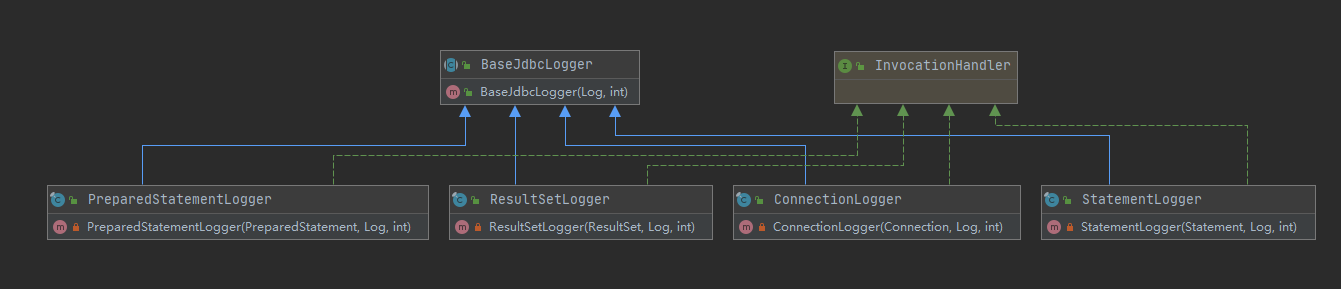 BaseJdbcLogger
BaseJdbcLogger(Log, int)
InvocationHandler
PreparedStatementLogger
PreparedStatementLogger(PreparedStatement, Log, int)
ResultSetLogger
ResultSetLogger(ResultSet, Log, int)
ConnectionLogger
ConnectionLogger(Connection, Log, int)
StatementLogger
StatementLogger(Statement, Log, int)